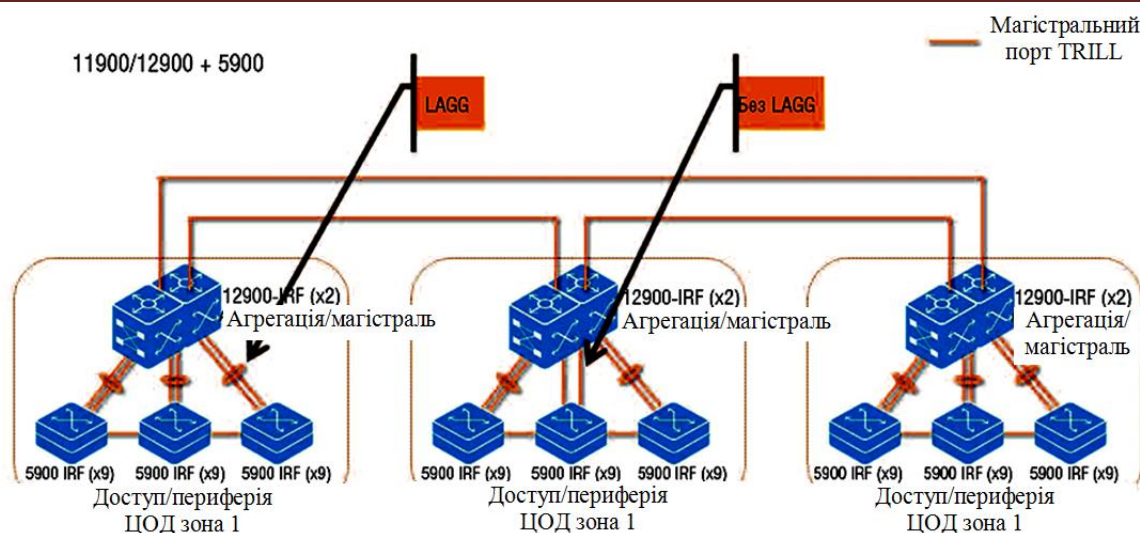 Магістральний
порт TRILL
11900/12900 + 5900
LAGG
Без LAGG
12900-IRF (x2)
Агрегація/магістраль
12900-IRF (x2)
Агрегація/магістраль
12900-IRF (x2)
Агрегація/
магістраль
5900 IRF (x9) 5900 IRF (x9) 5900 IRF (x9)
Доступ/периферія
ЦОД зона 1
5900 IRF (x9) 5900 IRF (x9) 5900 IRF (x9)
Доступ/периферія
ЦОД зона 1
5900 IRF (x9) 5900 IRF (x9) 5900 IRF (x9)
Доступ/периферія
ЦОД зона 1